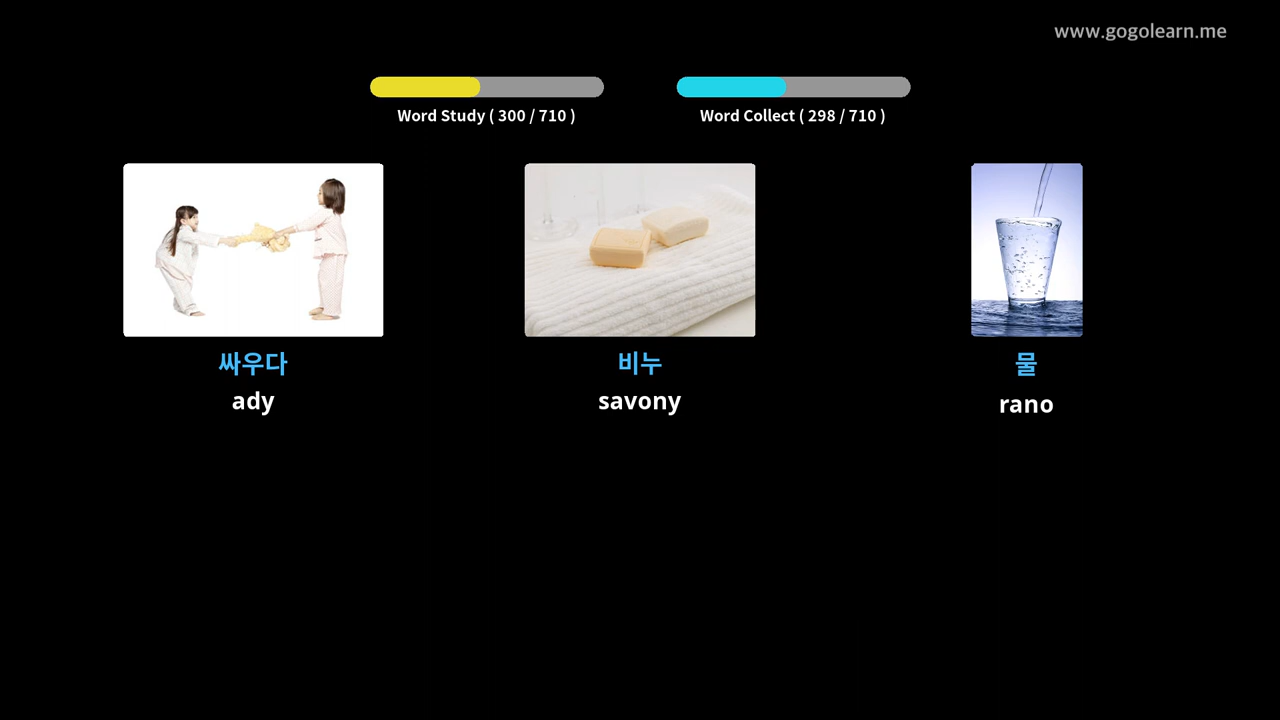 www.gogolearn.me
Word Study ( 300 / 710 )
Word Collect ( 298 / 710 )
싸우다
ady
비누
savony
물
rano